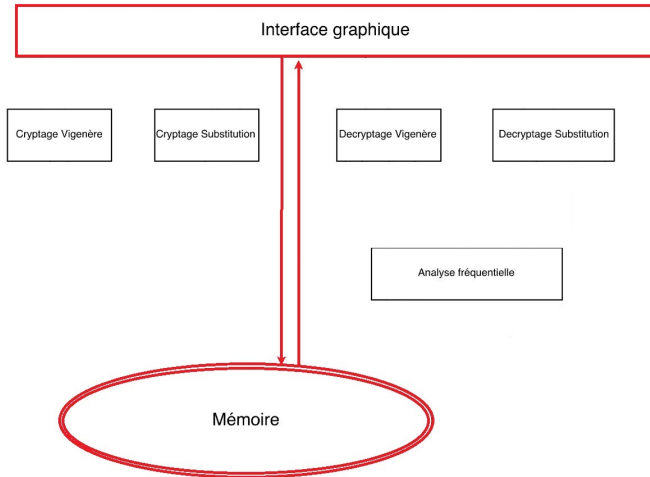 Interface graphique
Cryptage Vigenère
Cryptage Substitution
Decryptage Vigenère
Decryptage Substitution
Analyse fréquentielle
Mémoire